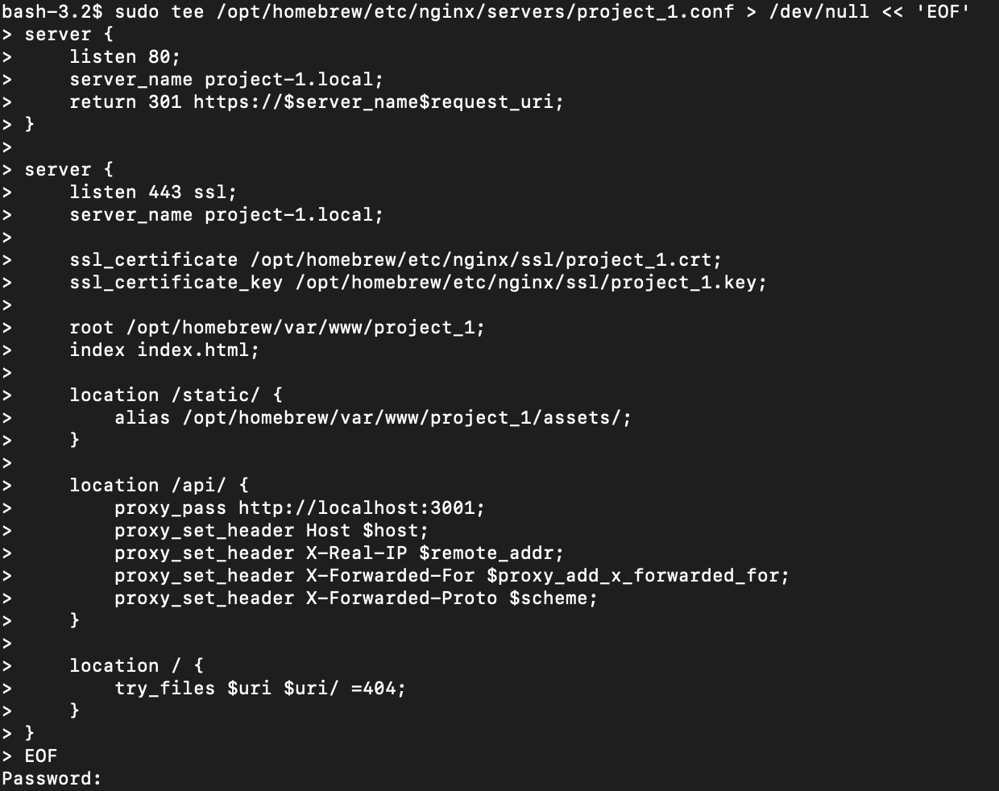 bash-3.2$ sudo tee /opt/homebrew/etc/nginx/servers/project_1.conf > /dev/null << 'EOF'
> server {
>     listen 80;
>     server_name project-1.local;
>     return 301 https://$server_name$request_uri;
> }
>
> server {
>     listen 443 ssl;
>     server_name project-1.local;
>
>     ssl_certificate /opt/homebrew/etc/nginx/ssl/project_1.crt;
>     ssl_certificate_key /opt/homebrew/etc/nginx/ssl/project_1.key;
>
>     root /opt/homebrew/var/www/project_1;
>     index index.html;
>
>     location /static/ {
>         alias /opt/homebrew/var/www/project_1/assets/;
>     }
>
>     location /api/ {
>         proxy_pass http://localhost:3001;
>         proxy_set_header Host $host;
>         proxy_set_header X-Real-IP $remote_addr;
>         proxy_set_header X-Forwarded-For $proxy_add_x_forwarded_for;
>         proxy_set_header X-Forwarded-Proto $scheme;
>     }
>
>     location / {
>         try_files $uri $uri/ =404;
>     }
> }
> EOF
Password: